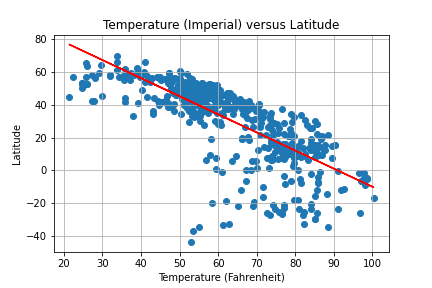 Temperature (Imperial) versus Latitude
80
60
40
20
0
−20
−40
Latitude
20 30 40 50 60 70 80 90 100
Temperature (Fahrenheit)